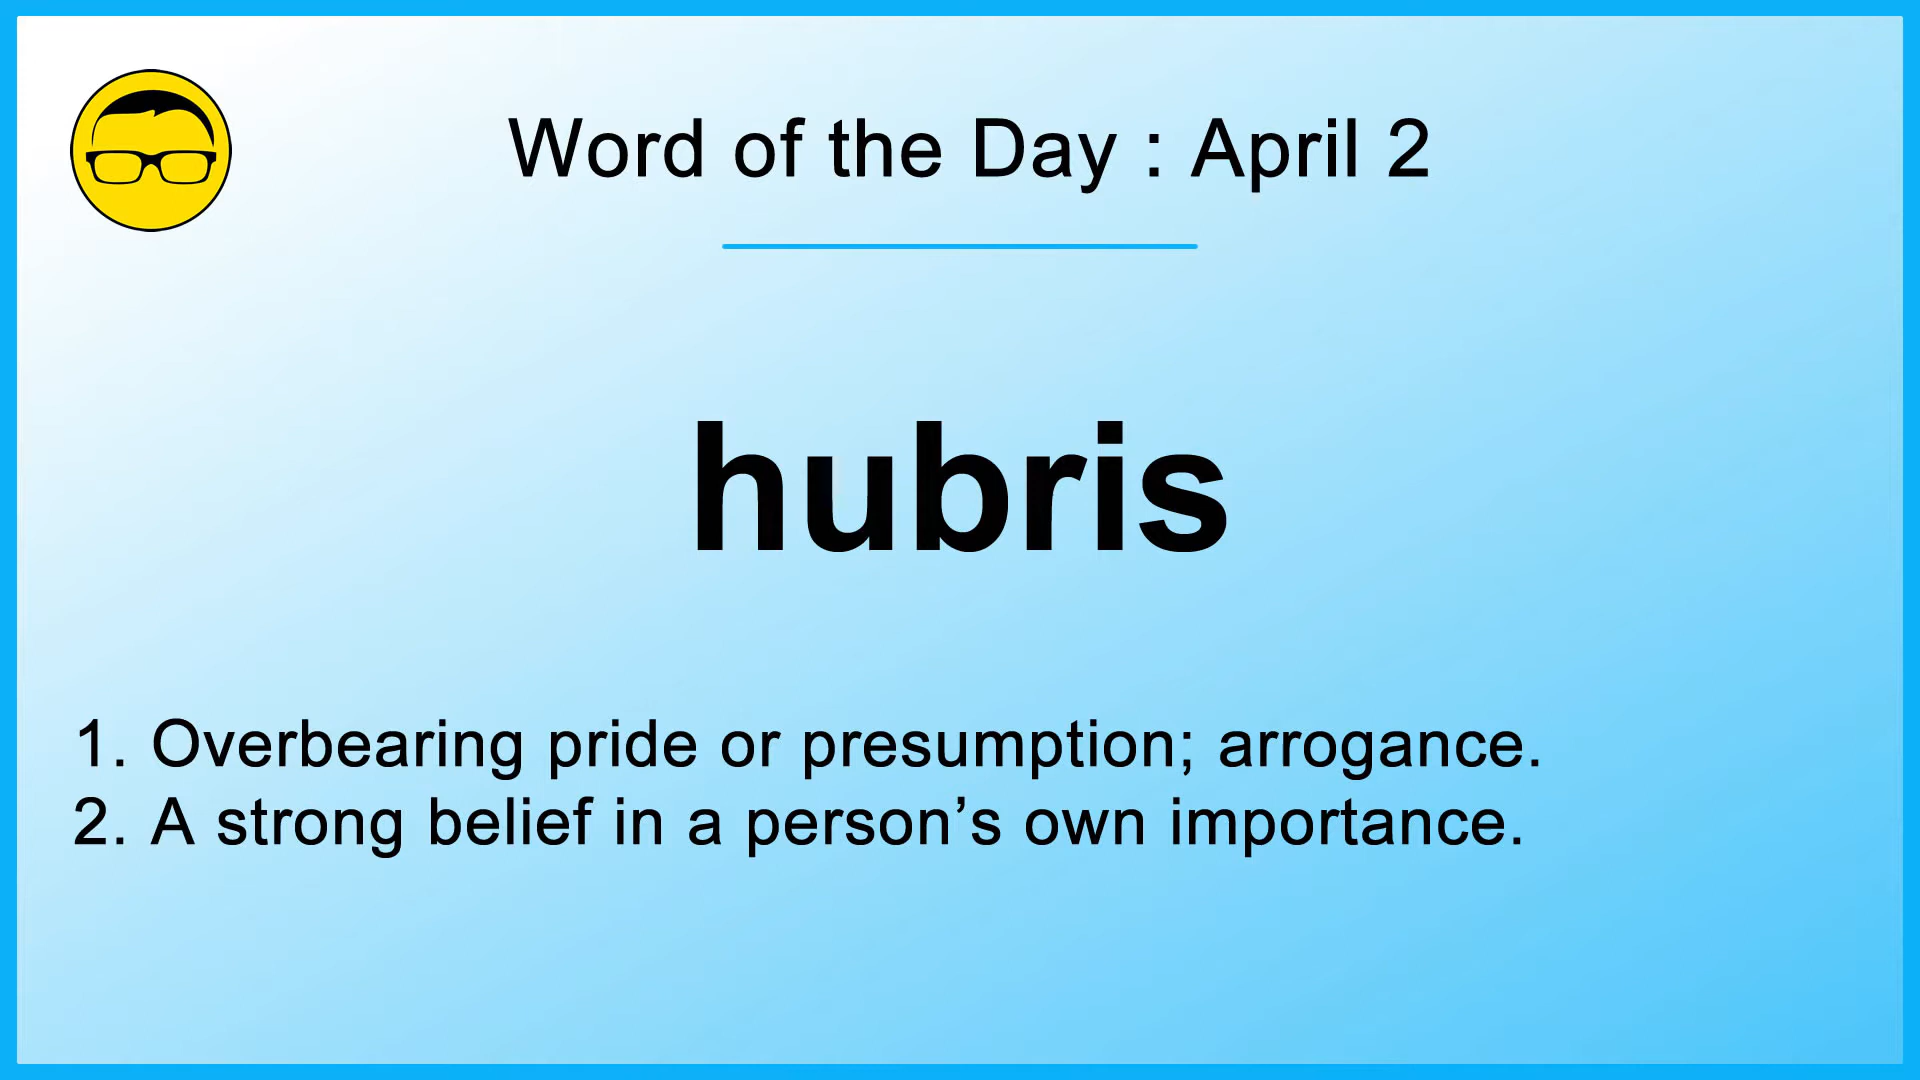 Word of the Day : April 2
hubris
1. Overbearing pride or presumption; arrogance.
2. A strong belief in a person’s own importance.